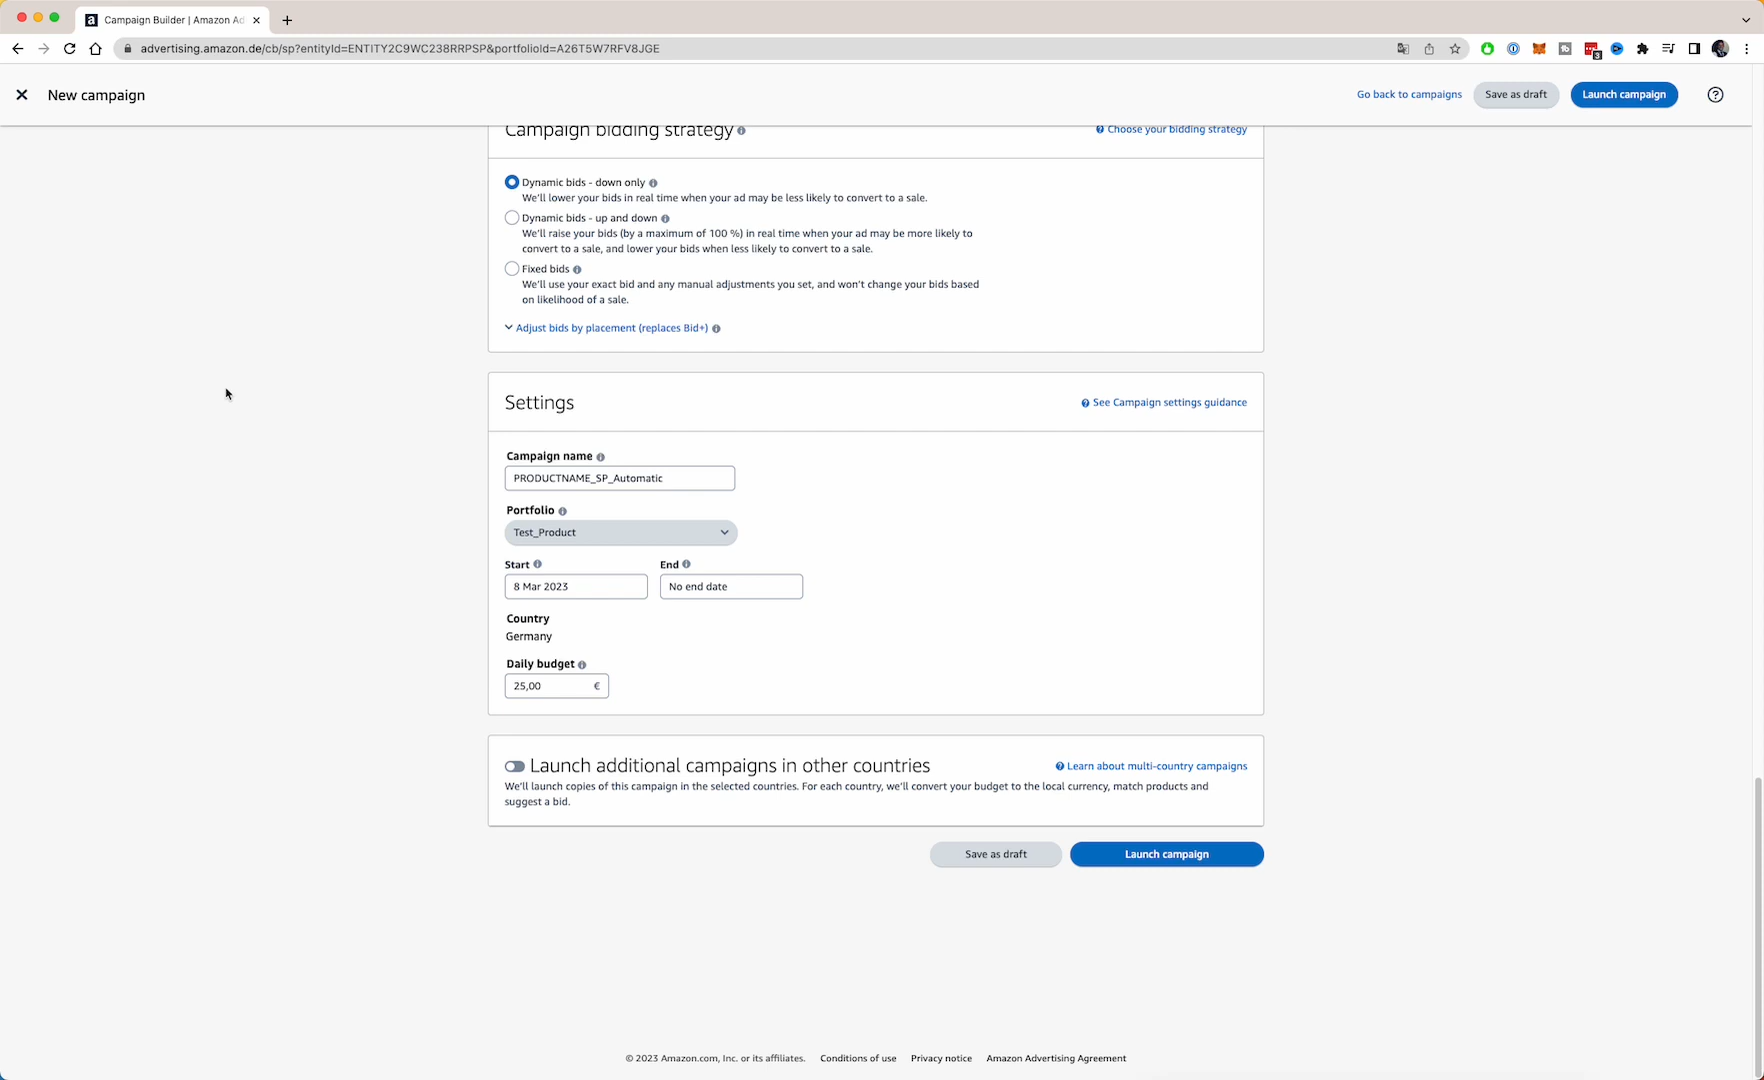 Campaign Builder | Amazon Ad
advertising.amazon.de/cb/sp?entityId=ENTITY2C9WC238RRPSP&portfolioId=A26T5W7RFV8JGE
3
New campaign
Go back to campaigns
Save as draft
Launch campaign
Campaign bidding strategy
Choose your bidding strategy
Dynamic bids - down only
We'll lower your bids in real time when your ad may be less likely to convert to a sale.
Dynamic bids - up and down
We'll raise your bids (by a maximum of 100 %) in real time when your ad may be more likely to
convert to a sale, and lower your bids when less likely to convert to a sale.
Fixed bids
We'll use your exact bid and any manual adjustments you set, and won't change your bids based
on likelihood of a sale.
Adjust bids by placement (replaces Bid+)
Settings
See Campaign settings guidance
Campaign name
PRODUCTNAME_SP_Automatic
Portfolio
Test_Product
Start
End
8 Mar 2023
No end date
Country
Germany
Daily budget
25,00 €
Launch additional campaigns in other countries
Learn about multi-country campaigns
We'll launch copies of this campaign in the selected countries. For each country, we'll convert your budget to the local currency, match products and
suggest a bid.
Save as draft
Launch campaign
© 2023 Amazon.com, Inc. or its affiliates. Conditions of use Privacy notice Amazon Advertising Agreement